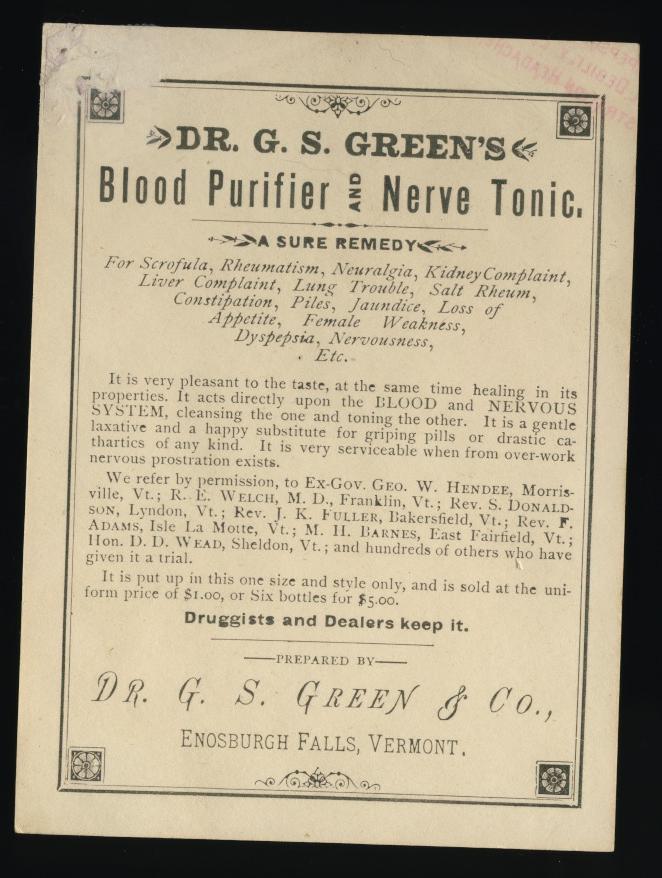 DR. G. S. GREEN'S
Blood Purifier AND Nerve Tonic.
A SURE REMEDY
For Scrofula, Rheumatism, Neuralgia, Kidney Complaint,
Liver Complaint, Lung Trouble, Salt Rheum,
Constipation, Piles, Jaundice, Loss of
Appetite, Female Weakness,
Dyspepsia, Nervousness,
Etc.
It is very pleasant to the taste, at the same time healing in its
properties. It acts directly upon the BLOOD and NERVOUS
SYSTEM, cleansing the one and toning the other. It is a gentle
laxative and a happy substitute for griping pills or drastic ca-
thartics of any kind. It is very serviceable when from over-work
nervous prostration exists.
We refer by permission, to Ex-Gov. GEO. W. HENDEE, Morris-
ville, Vt.; R. E. WELCH, M. D., Franklin, Vt.; Rev. S. DONALD-
SON, Lyndon, Vt.; Rev. J. K. FULLER, Bakersfield, Vt.; Rev. F.
ADAMS, Isle La Motte, Vt.; M. H. BARNES, East Fairfield, Vt.;
Hon. D. D. WEAD, Sheldon, Vt.; and hundreds of others who have
given it a trial.
It is put up in this one size and style only, and is sold at the uni-
form price of $1.00, or Six bottles for $5.00.
Druggists and Dealers keep it.
PREPARED BY
DR. G. S. GREEN & CO.,
ENOSBURGH FALLS, VERMONT.